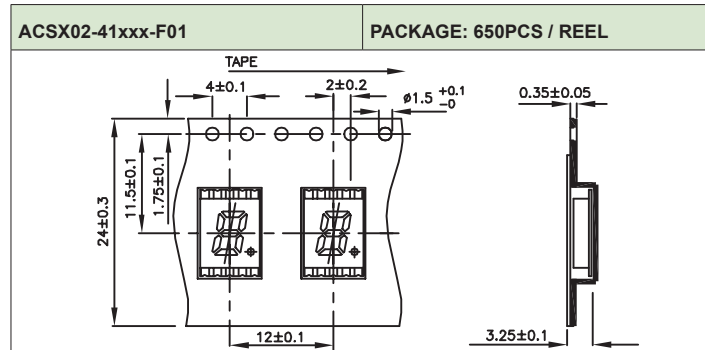 ACSX02-41xxx-F01
PACKAGE: 650PCS / REEL
TAPE
4±0.1
2±0.2
ø1.5 +0.1 -0
0.35±0.05
24±0.3
11.5±0.1
1.75±0.1
12±0.1
3.25±0.1